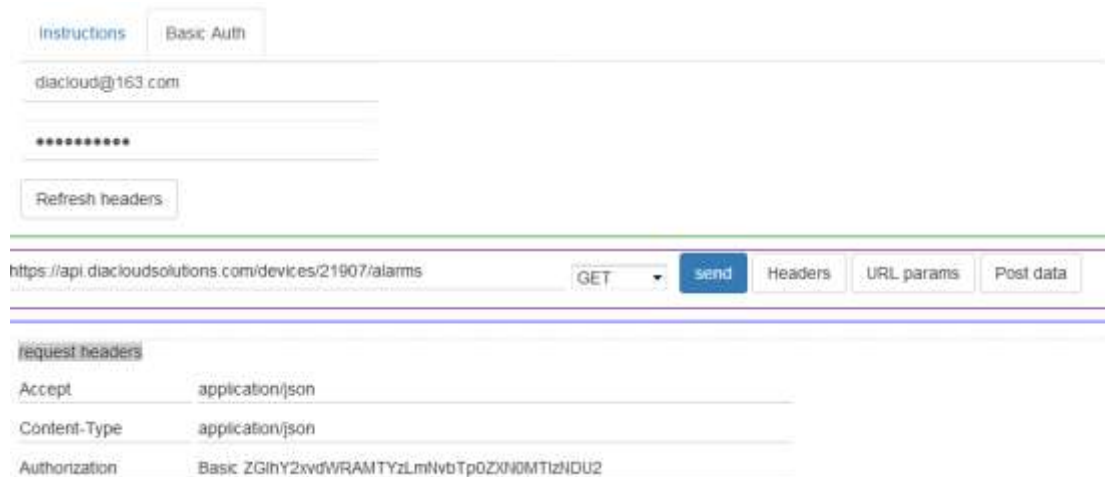 Instructions Basic Auth
diacloud@163.com
••••••••••
Refresh headers
https://api.diacloudsolutions.com/devices/21907/alarms GET send Headers URL params Post data
request headers
Accept application/json
Content-Type application/json
Authorization Basic ZGlhY2xvdWRAMTYzLmNvbTp0ZXN0MTIzNDU2